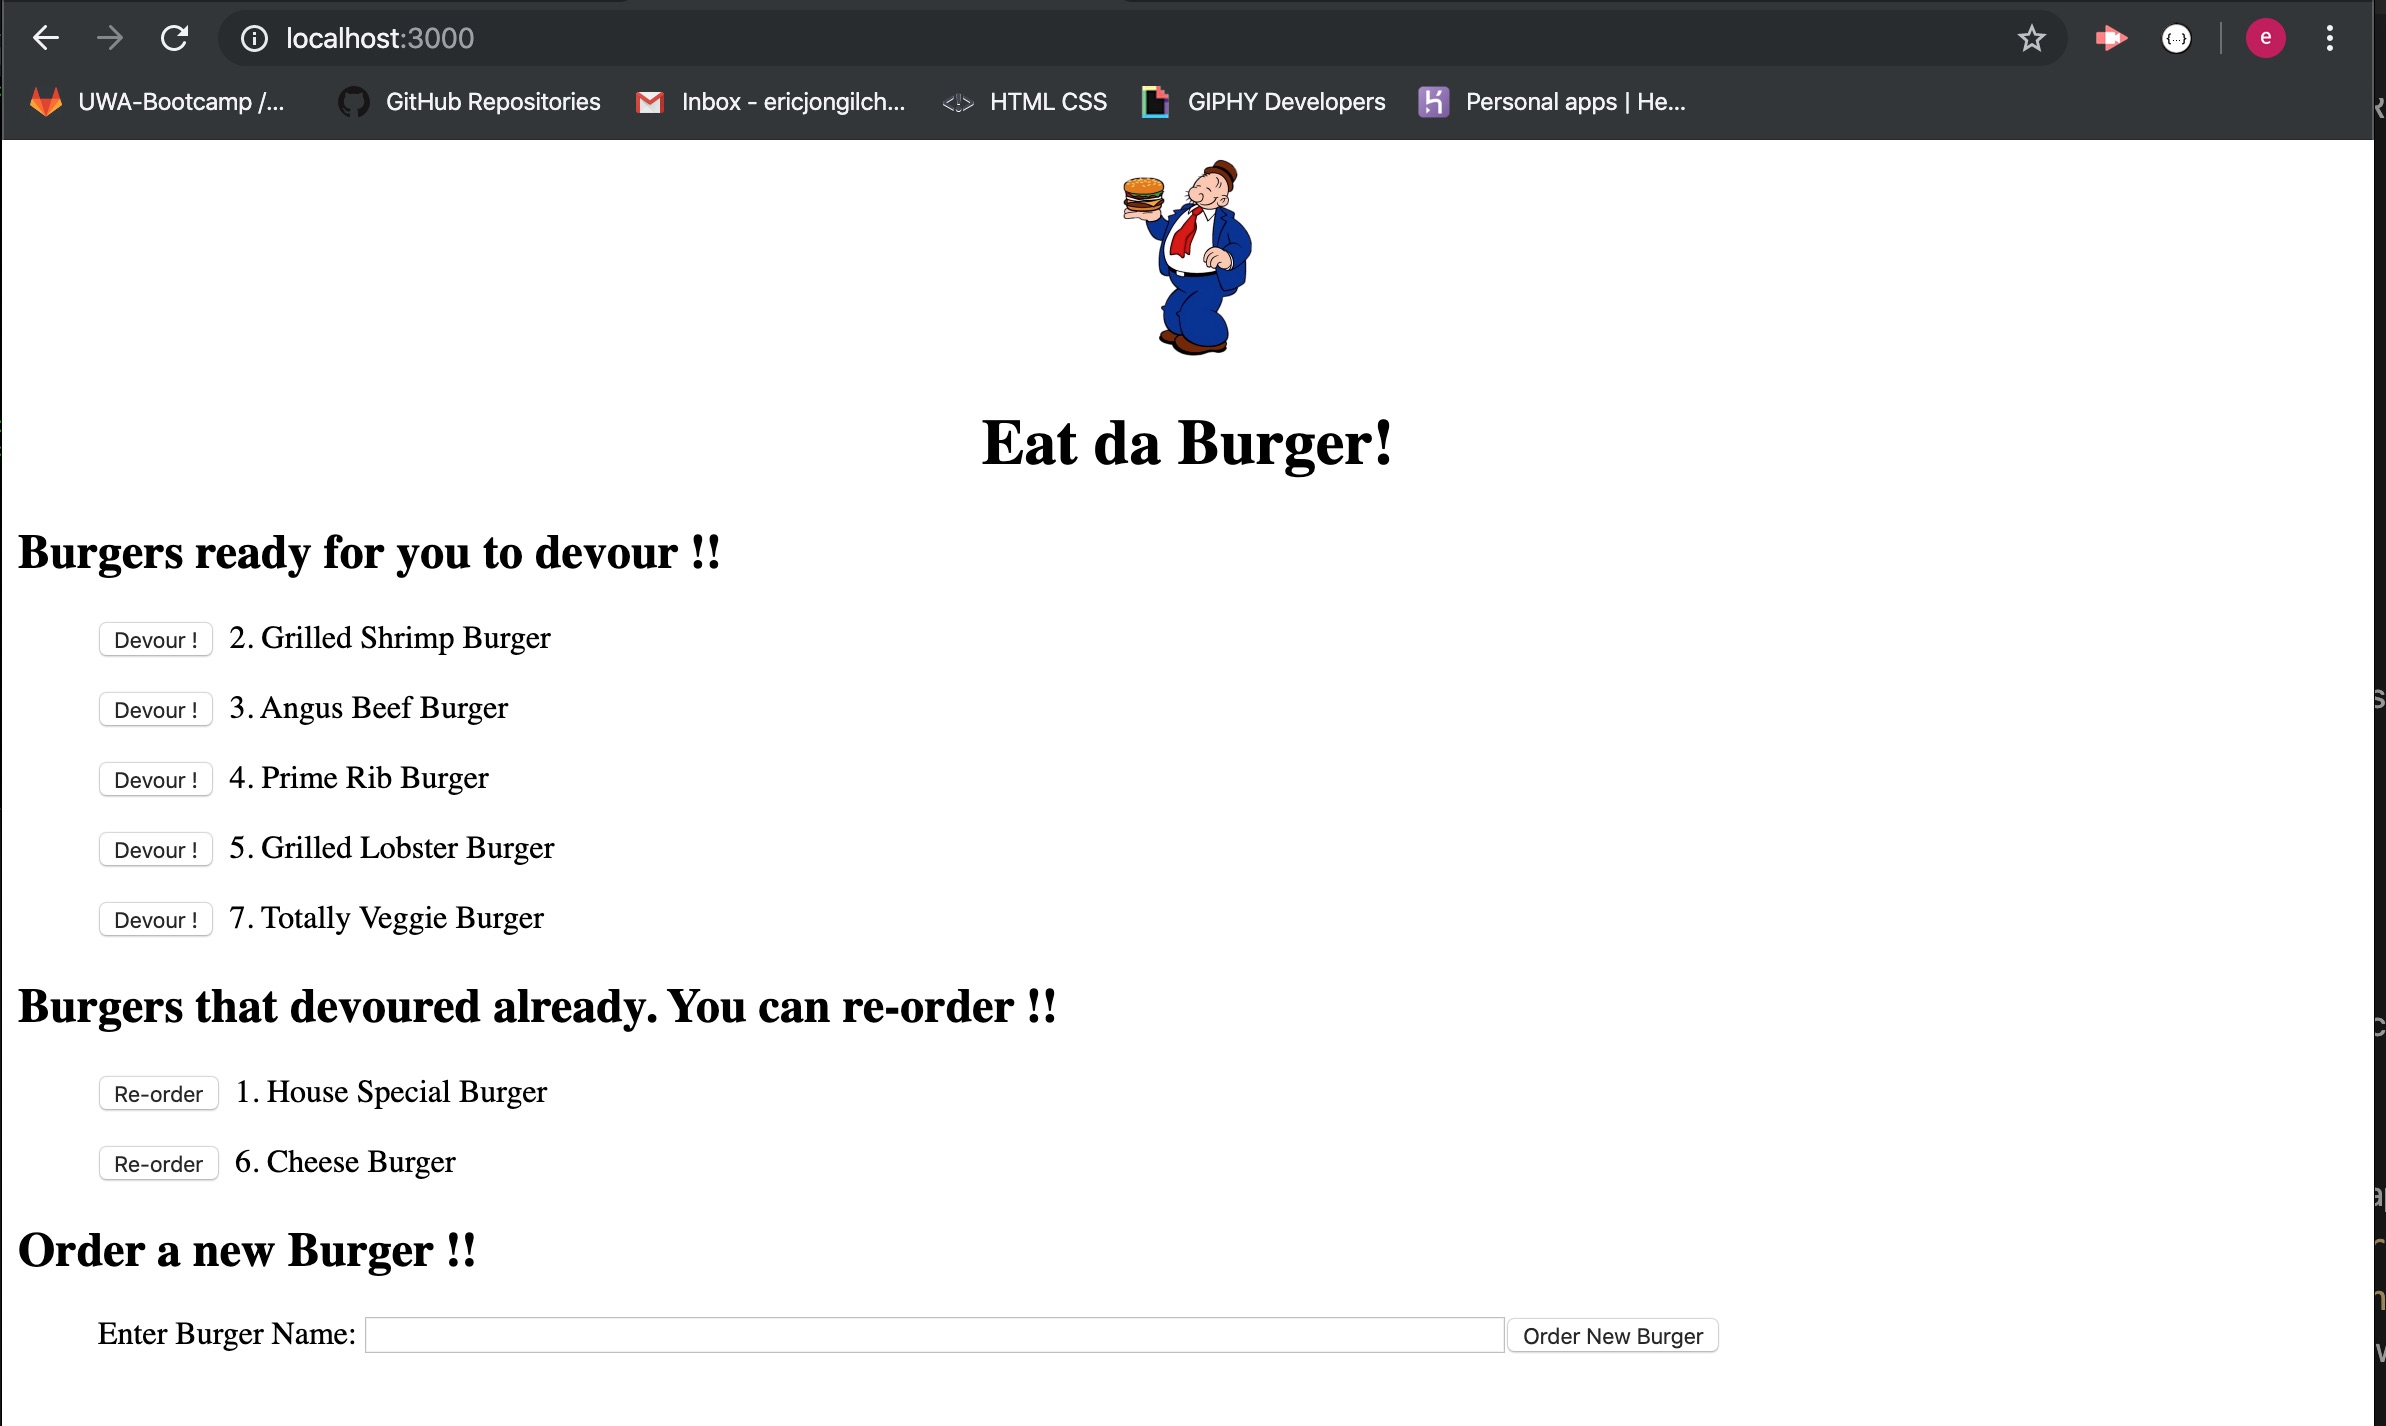 localhost:3000
e
UWA-Bootcamp /... GitHub Repositories Inbox - ericjongilch... HTML CSS GIPHY Developers Personal apps | He...
Eat da Burger!
Burgers ready for you to devour !!
Devour ! 2. Grilled Shrimp Burger
Devour ! 3. Angus Beef Burger
Devour ! 4. Prime Rib Burger
Devour ! 5. Grilled Lobster Burger
Devour ! 7. Totally Veggie Burger
Burgers that devoured already. You can re-order !!
Re-order 1. House Special Burger
Re-order 6. Cheese Burger
Order a new Burger !!
Enter Burger Name: Order New Burger